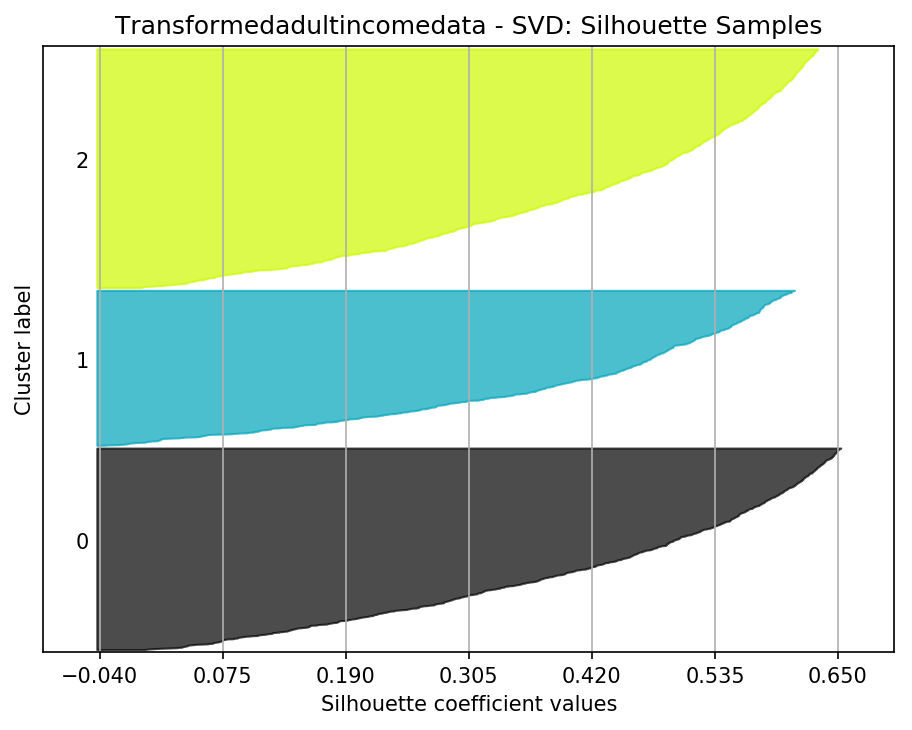 Transformedadultincomedata - SVD: Silhouette Samples
Cluster label
2
1
0
−0.040 0.075 0.190 0.305 0.420 0.535 0.650
Silhouette coefficient values